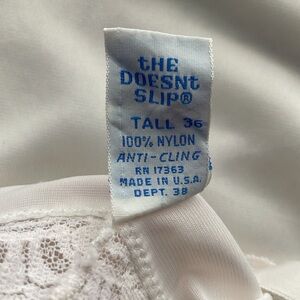 tHE
DOESNt
SLIP®
TALL 36
100% NYLON
ANTI-CLING
RN 17363
MADE IN U.S.A.
DEPT. 38